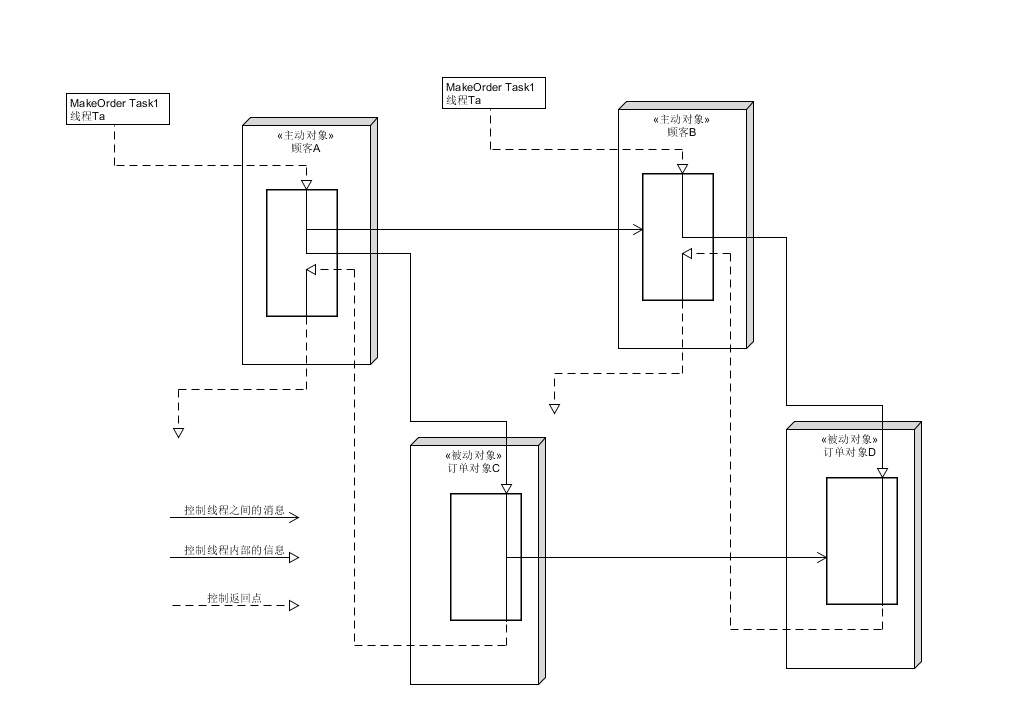 MakeOrder Task1
线程Ta
MakeOrder Task1
线程Ta
«主动对象»
顾客A
«主动对象»
顾客B
«被动对象»
订单对象C
«被动对象»
订单对象D
控制线程之间的消息
控制线程内部的信息
控制返回点